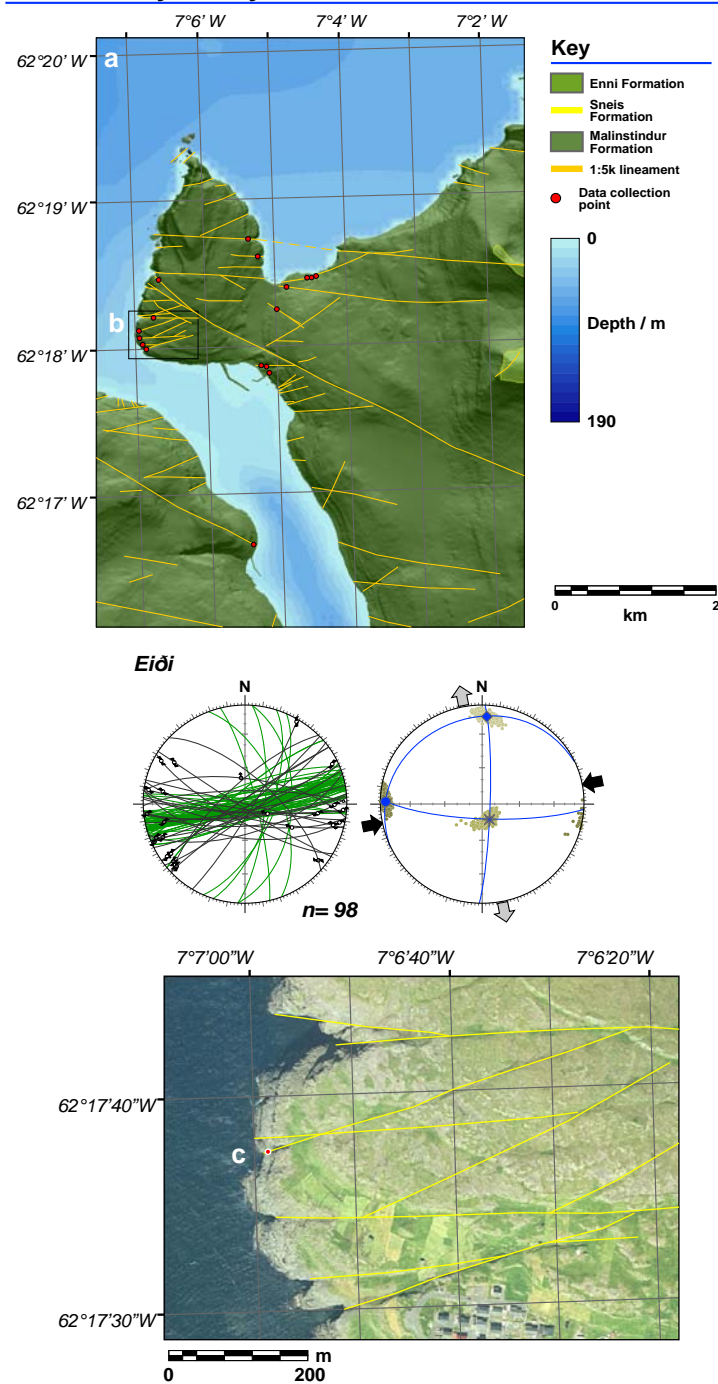 7°6' W 7°4' W 7°2' W
62°20' W
a
62°19' W
b
62°18' W
62°17' W
Key
Enni Formation
Sneis
Formation
Malinstindur
Formation
1:5k lineament
Data collection
point
0
Depth / m
190
0 2
km
Eiði
N N
n= 98
7°7'00"W 7°6'40"W 7°6'20"W
62°17'40"W
c
62°17'30"W
m
0 200